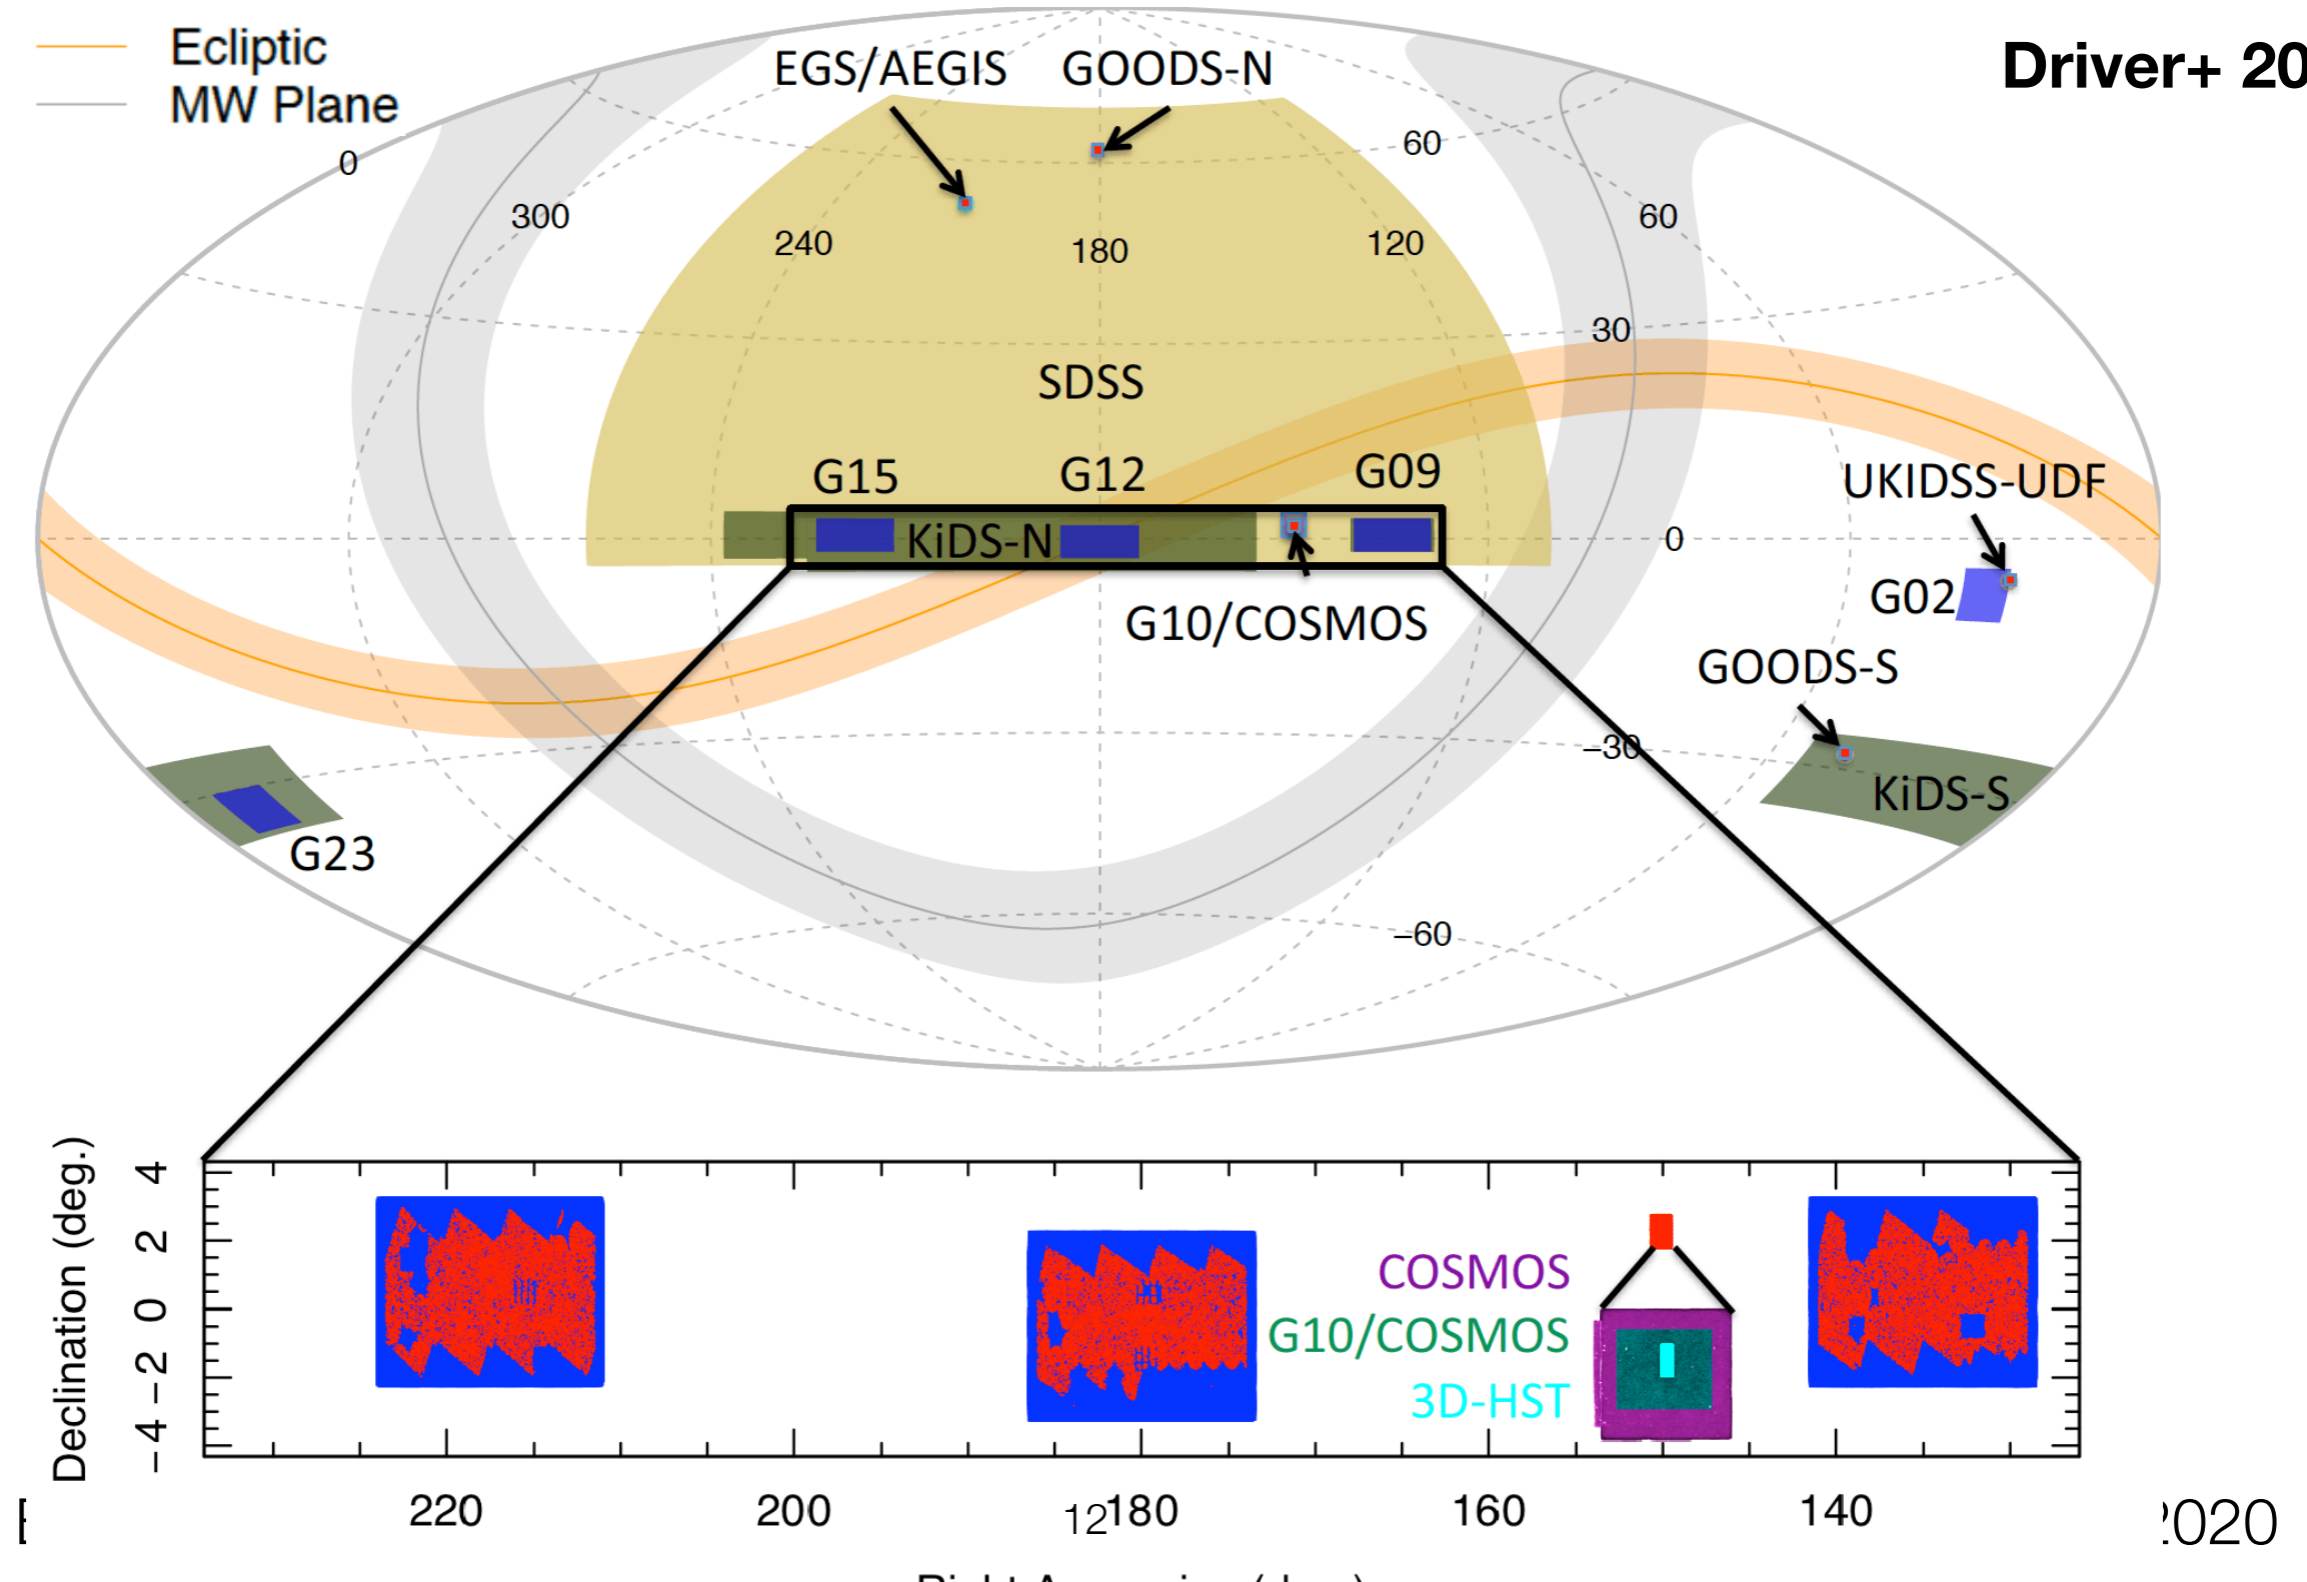 Ecliptic
MW Plane
Driver+ 20
EGS/AEGIS GOODS-N
0
60
300
60
240
180
120
30
SDSS
G15
G12
G09
UKIDSS-UDF
KiDS-N
0
G02
G10/COSMOS
GOODS-S
−30
KiDS-S
G23
−60
Declination (deg.)
4
2
0
−2
−4
COSMOS
G10/COSMOS
3D-HST
220
200
12
180
160
140
2020